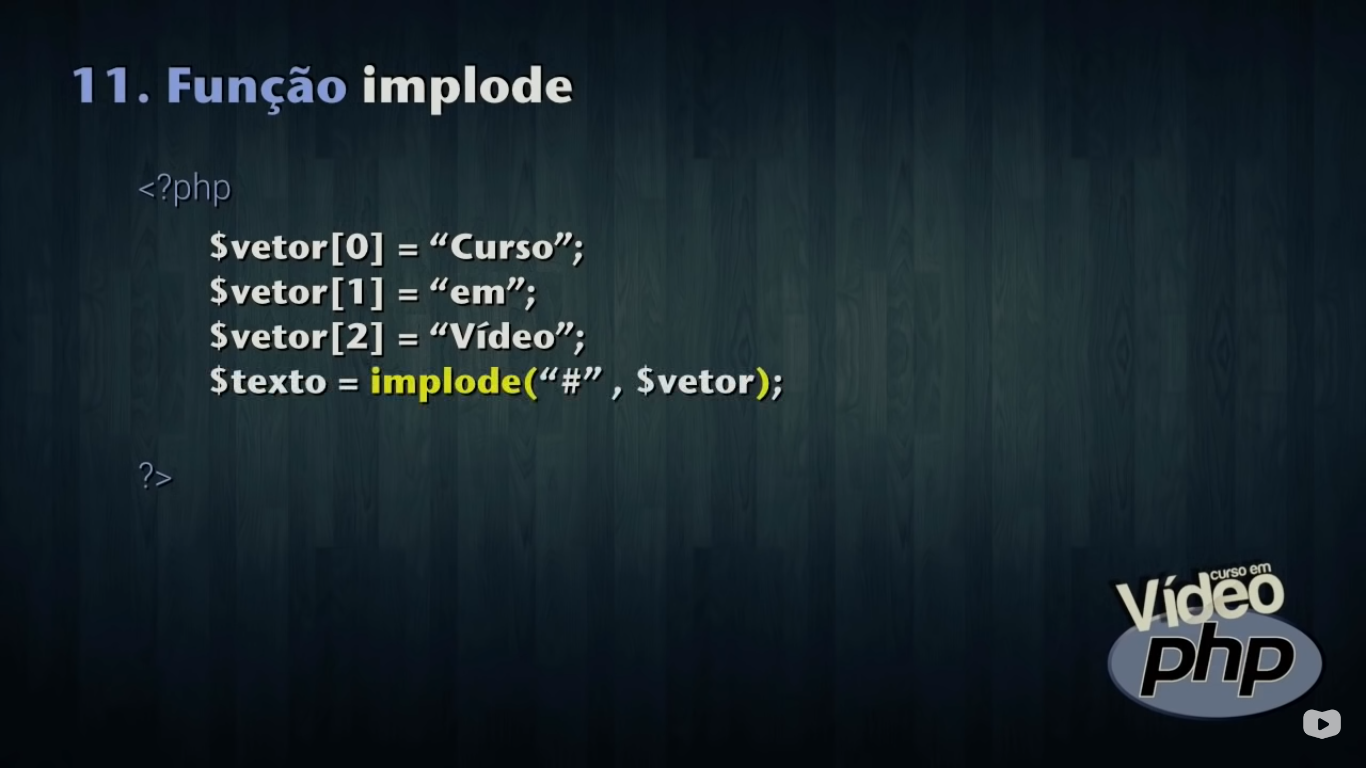 11. Função implode
<?php
$vetor[0] = “Curso”;
$vetor[1] = “em”;
$vetor[2] = “Vídeo”;
$texto = implode(“#” , $vetor);
?>
curso em
Vídeo
php